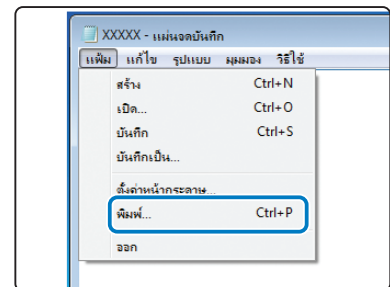 XXXXX - แผ่นจดบันทึก
แฟ้ม แก้ไข รูปแบบ มุมมอง วิธีใช้
สร้าง Ctrl+N
เปิด... Ctrl+O
บันทึก Ctrl+S
บันทึกเป็น...
ตั้งค่าหน้ากระดาษ...
พิมพ์... Ctrl+P
ออก